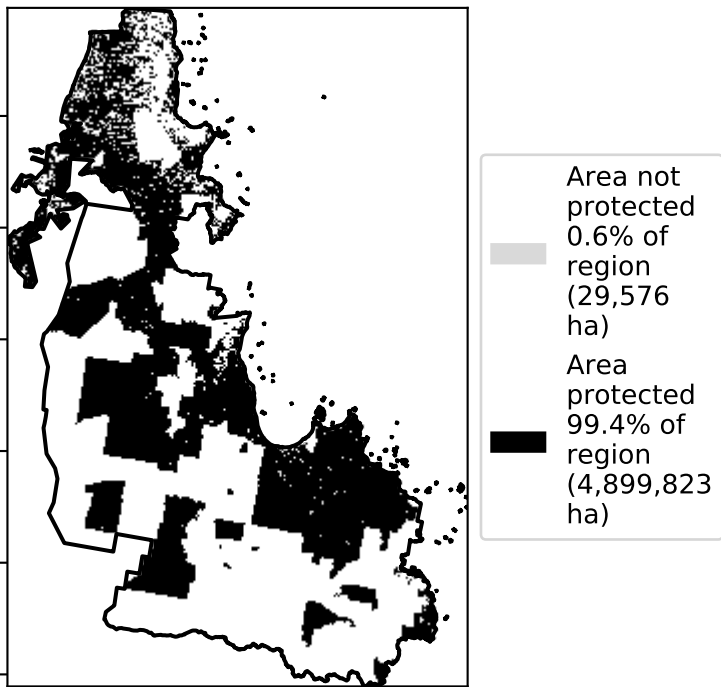 Area not
protected
0.6% of
region
(29,576
ha)
Area
protected
99.4% of
region
(4,899,823
ha)